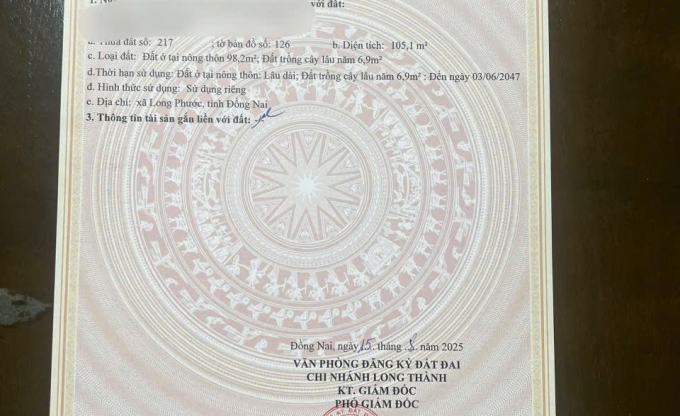 với đất:
Thửa đất số: 217 ; tờ bản đồ số: 126 b. Diện tích: 105,1 m²
c. Loại đất: Đất ở tại nông thôn 98,2m²; Đất trồng cây lâu năm 6,9m²
d.Thời hạn sử dụng: Đất ở tại nông thôn: Lâu dài; Đất trồng cây lâu năm 6,9m² : Đến ngày 03/06/2047
đ. Hình thức sử dụng: Sử dụng riêng
e. Địa chỉ: xã Long Phước, tỉnh Đồng Nai
3. Thông tin tài sản gắn liền với đất:
Đồng Nai, ngày 15 tháng 8 năm 2025
VĂN PHÒNG ĐĂNG KÝ ĐẤT ĐAI
CHI NHÁNH LONG THÀNH
KT. GIÁM ĐỐC
PHÓ GIÁM ĐỐC